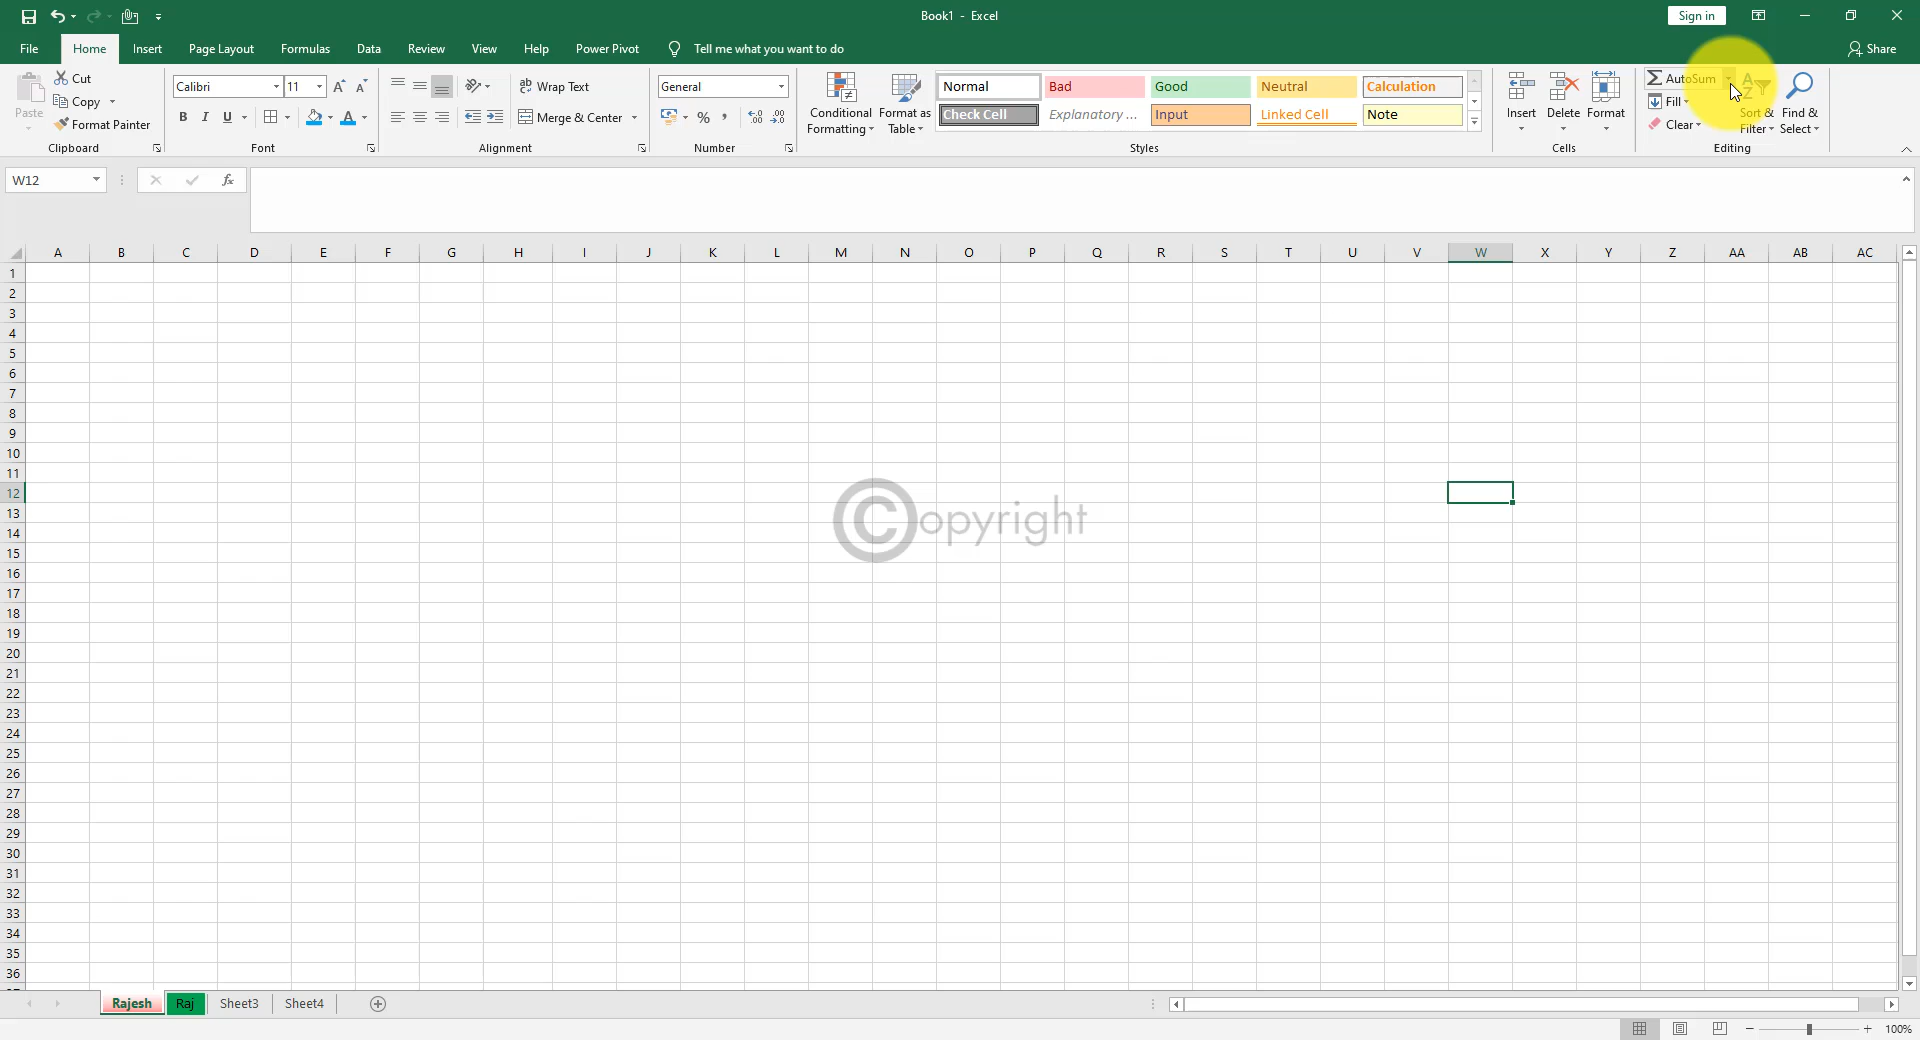 Book1 - Excel
Sign in
File Home Insert Page Layout Formulas Data Review View Help Power Pivot Tell me what you want to do Share
Paste
Cut
Copy
Format Painter
Clipboard
Calibri 11
B I U A
Font
Wrap Text
Merge & Center
Alignment
General
% ,
Number
Conditional Formatting
Format as Table
Normal Bad Good Neutral Calculation
Check Cell Explanatory ... Input Linked Cell Note
Styles
Insert Delete Format
Cells
AutoSum
Fill
Clear
Sort & Filter
Find & Select
Editing
W12 fx
A B C D E F G H I J K L M N O P Q R S T U V W X Y Z AA AB AC
1
2
3
4
5
6
7
8
9
10
11
12
13
14
15
16
17
18
19
20
21
22
23
24
25
26
27
28
29
30
31
32
33
34
35
36
©opyright
Rajesh Raj Sheet3 Sheet4
100%